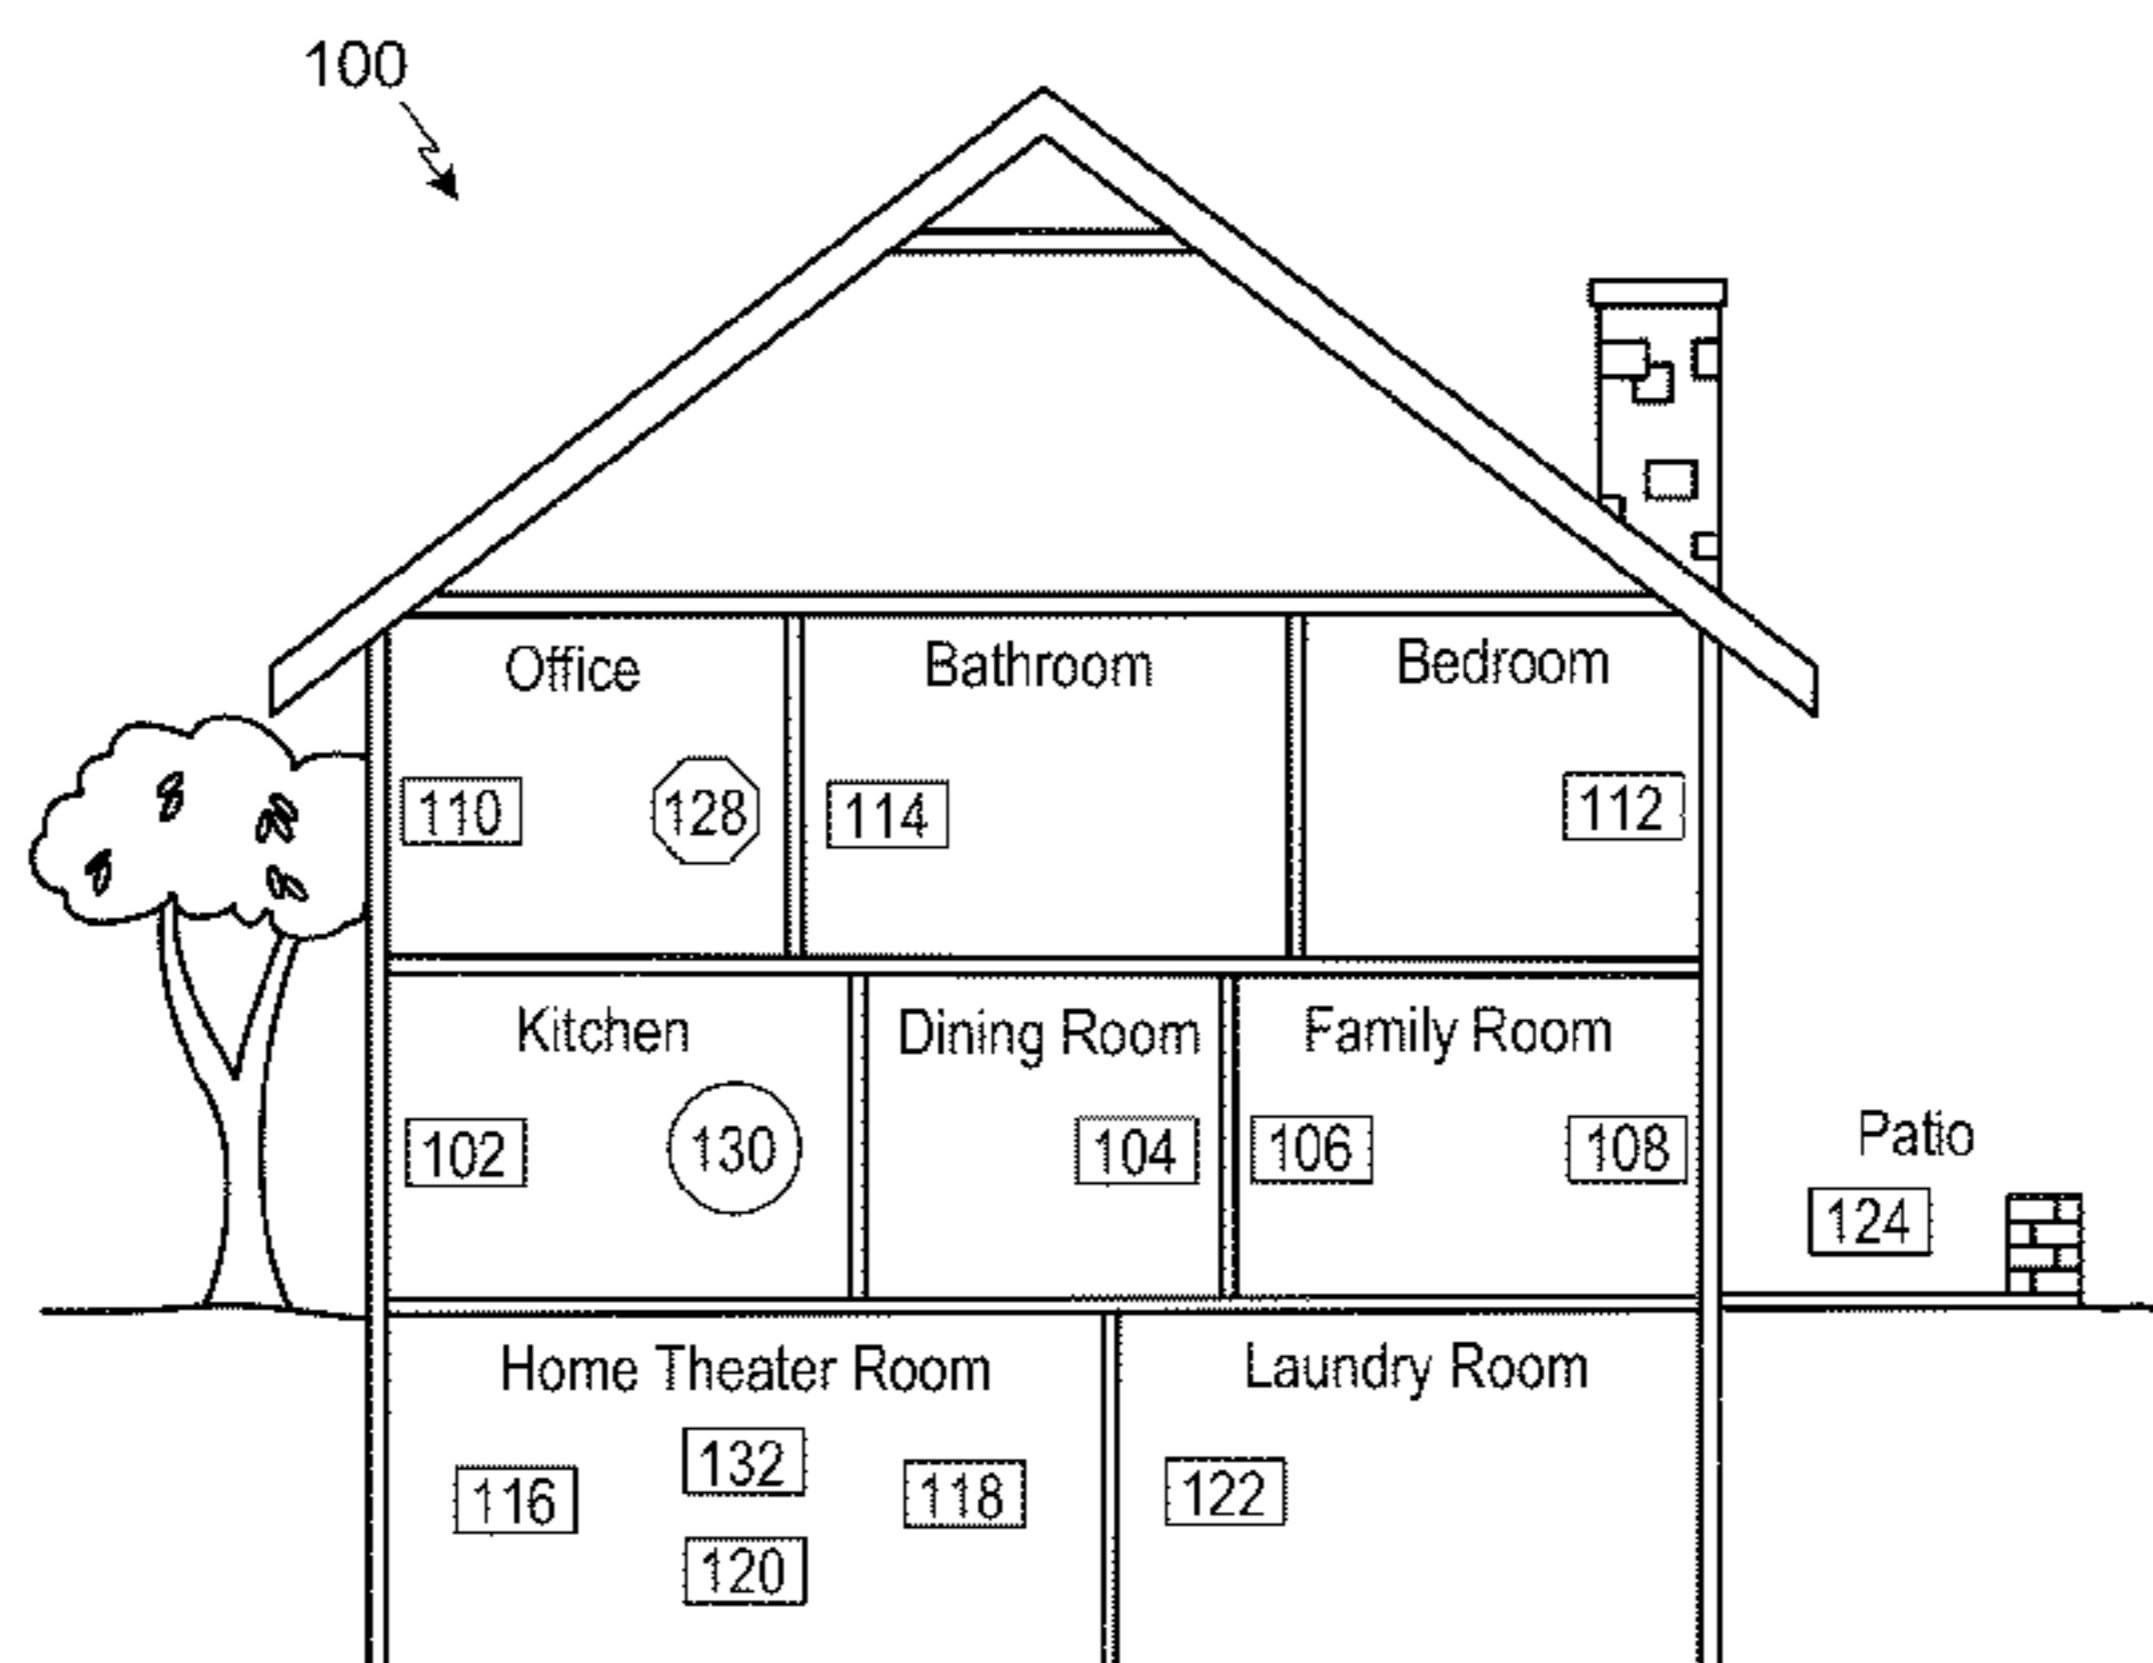 100
Office
Bathroom
Bedroom
110
128
114
112
Kitchen
Dining Room
Family Room
102
130
104
106
108
Patio
124
Home Theater Room
Laundry Room
116
132
118
122
120